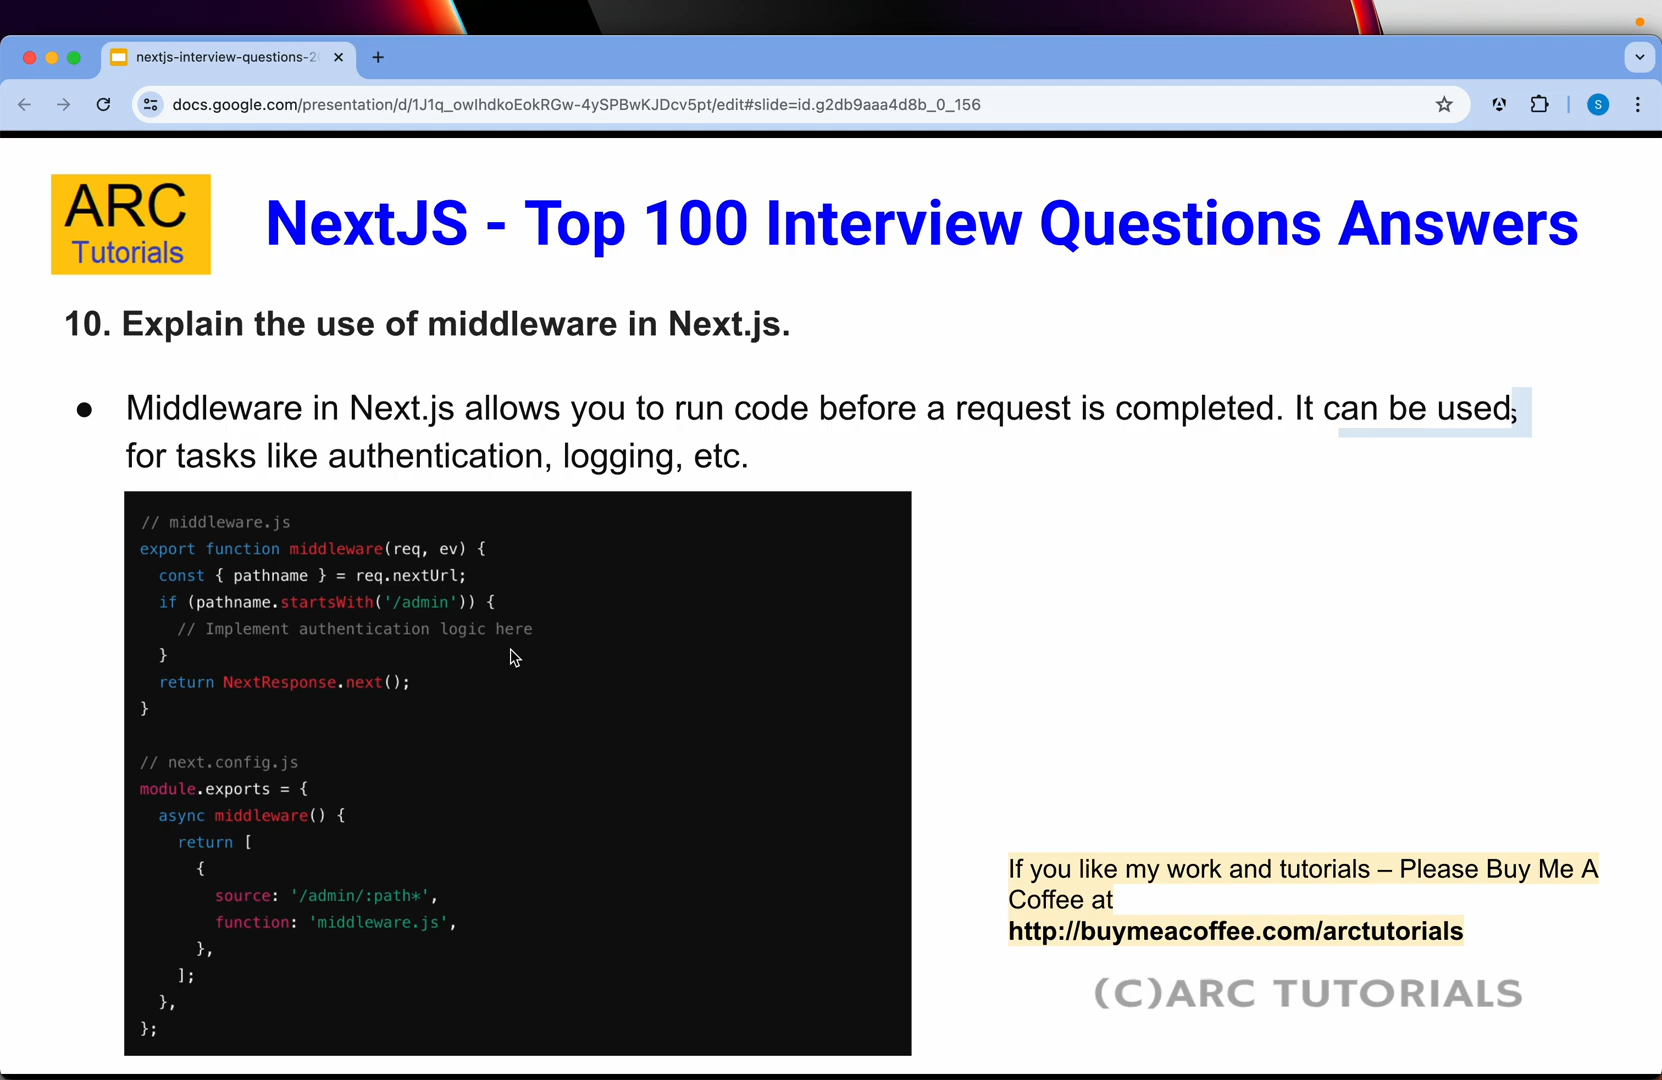 nextjs-interview-questions-2
docs.google.com/presentation/d/1J1q_owlhdkoEokRGw-4ySPBwKJDcv5pt/edit#slide=id.g2db9aaa4d8b_0_156
S
ARC
Tutorials
NextJS - Top 100 Interview Questions Answers
10. Explain the use of middleware in Next.js.
● Middleware in Next.js allows you to run code before a request is completed. It can be used
for tasks like authentication, logging, etc.
// middleware.js
export function middleware(req, ev) {
  const { pathname } = req.nextUrl;
  if (pathname.startsWith('/admin')) {
    // Implement authentication logic here
  }
  return NextResponse.next();
}
// next.config.js
module.exports = {
  async middleware() {
    return [
      {
        source: '/admin/:path*',
        function: 'middleware.js',
      },
    ];
  },
};
If you like my work and tutorials – Please Buy Me A
Coffee at
http://buymeacoffee.com/arctutorials
(C)ARC TUTORIALS